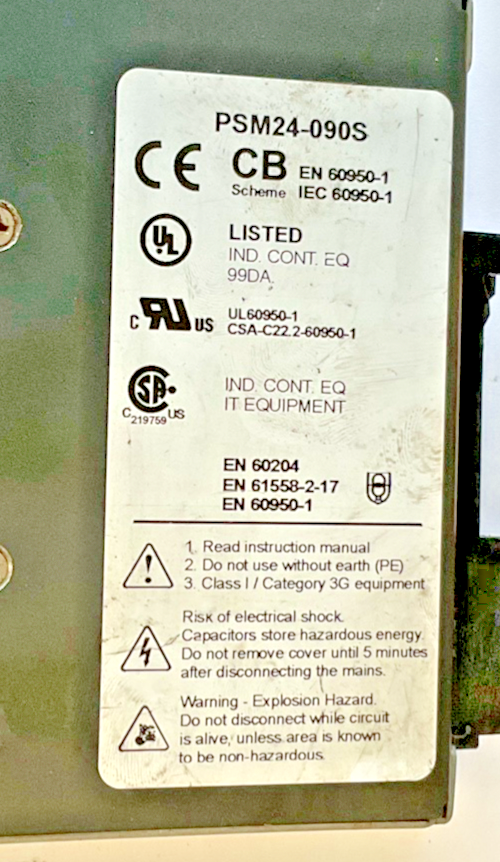 PSM24-090S
CE CB EN 60950-1
Scheme IEC 60950-1
UL LISTED
IND. CONT. EQ
99DA.
C RU US UL60950-1
CSA-C22.2-60950-1
SA
C 219759 US
IND. CONT. EQ
IT EQUIPMENT
EN 60204
EN 61558-2-17
EN 60950-1
1. Read instruction manual
2. Do not use without earth (PE)
3. Class I / Category 3G equipment
Risk of electrical shock.
Capacitors store hazardous energy.
Do not remove cover until 5 minutes
after disconnecting the mains.
Warning - Explosion Hazard.
Do not disconnect while circuit
is alive, unless area is known
to be non-hazardous.